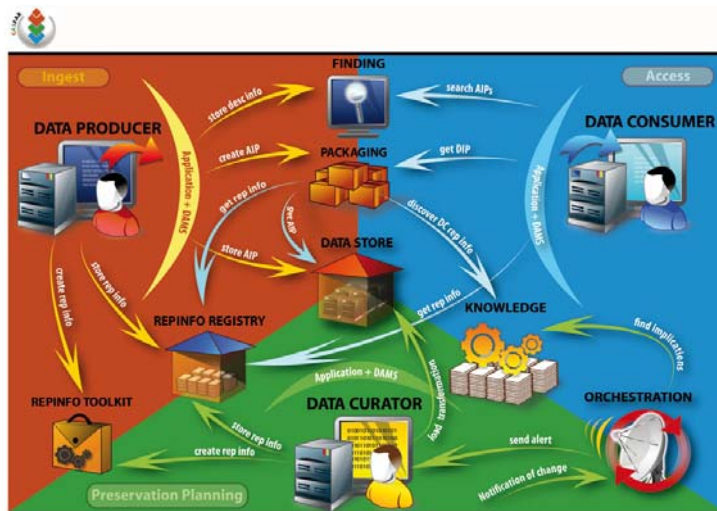 CASPAR
Ingest
FINDING
Access
store desc info
search AIPs
DATA PRODUCER
DATA CONSUMER
Application + DAMS
create AIP
PACKAGING
get DIP
Application + DAMS
get rep info
get AIP
discover DC rep info
store AIP
DATA STORE
create rep info
store rep info
REPINFO REGISTRY
get rep info
KNOWLEDGE
find implications
Application + DAMS
load transformation
REPINFO TOOLKIT
DATA CURATOR
ORCHESTRATION
store rep info
create rep info
send alert
Notification of change
Preservation Planning